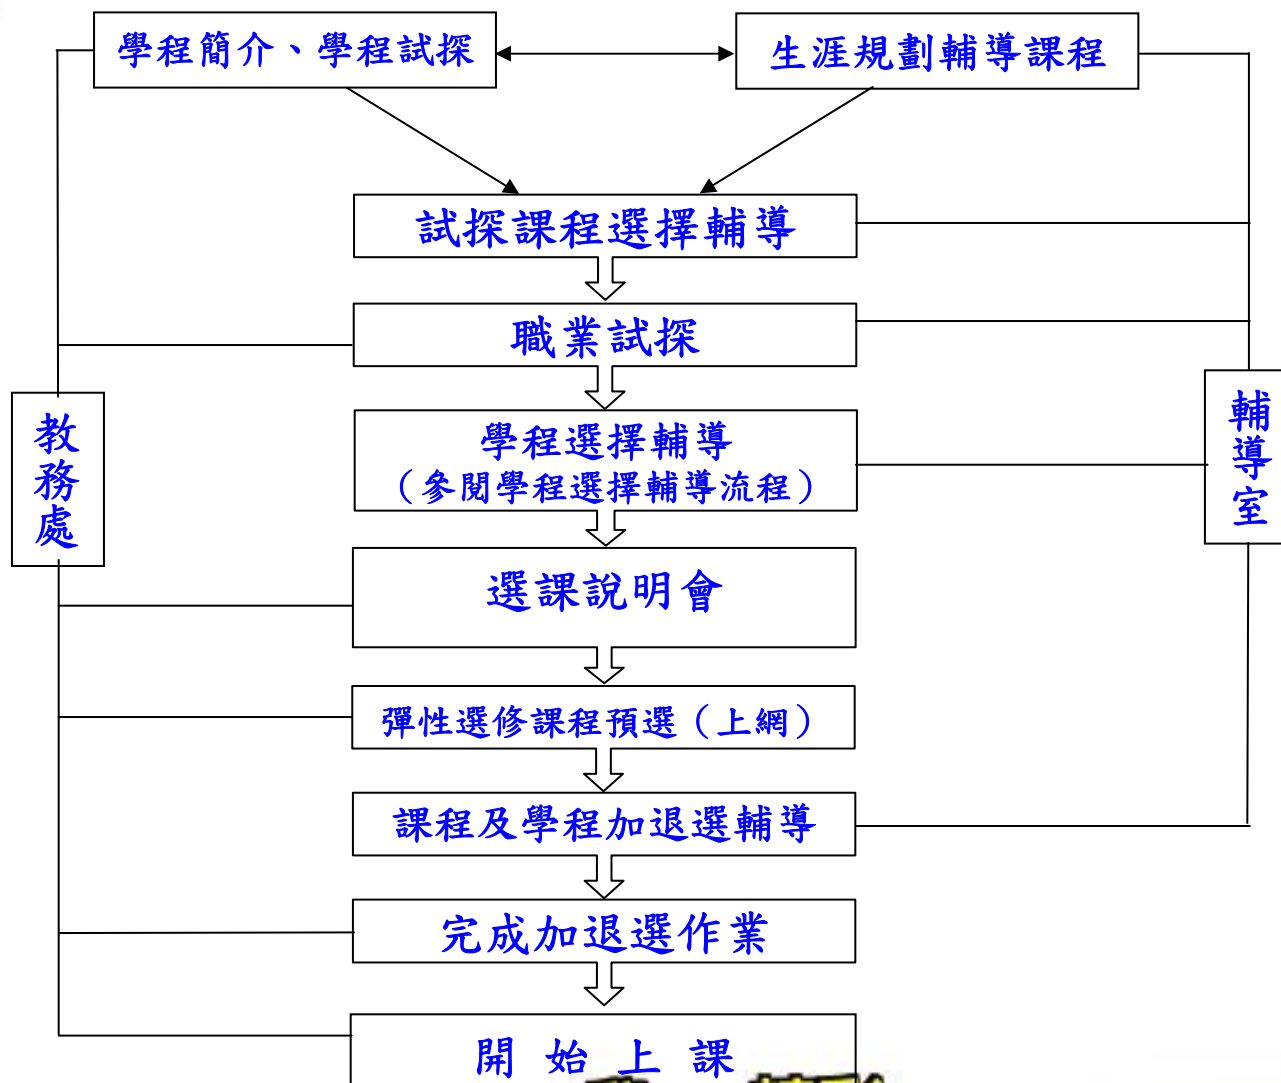 學程簡介、學程試探
生涯規劃輔導課程
試探課程選擇輔導
職業試探
教務處
輔導室
學程選擇輔導
（參閱學程選擇輔導流程）
選課說明會
彈性選修課程預選（上網）
課程及學程加退選輔導
完成加退選作業
開始上課